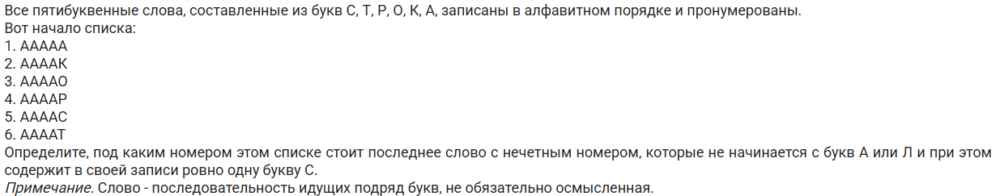 Все пятибуквенные слова, составленные из букв С, Т, Р, О, К, А, записаны в алфавитном порядке и пронумерованы.
Вот начало списка:
1. ААААА
2. ААААК
3. ААААО
4. ААААР
5. ААААС
6. ААААТ
Определите, под каким номером этом списке стоит последнее слово с нечетным номером, которые не начинается с букв А или Л и при этом
содержит в своей записи ровно одну букву С.
Примечание. Слово - последовательность идущих подряд букв, не обязательно осмысленная.